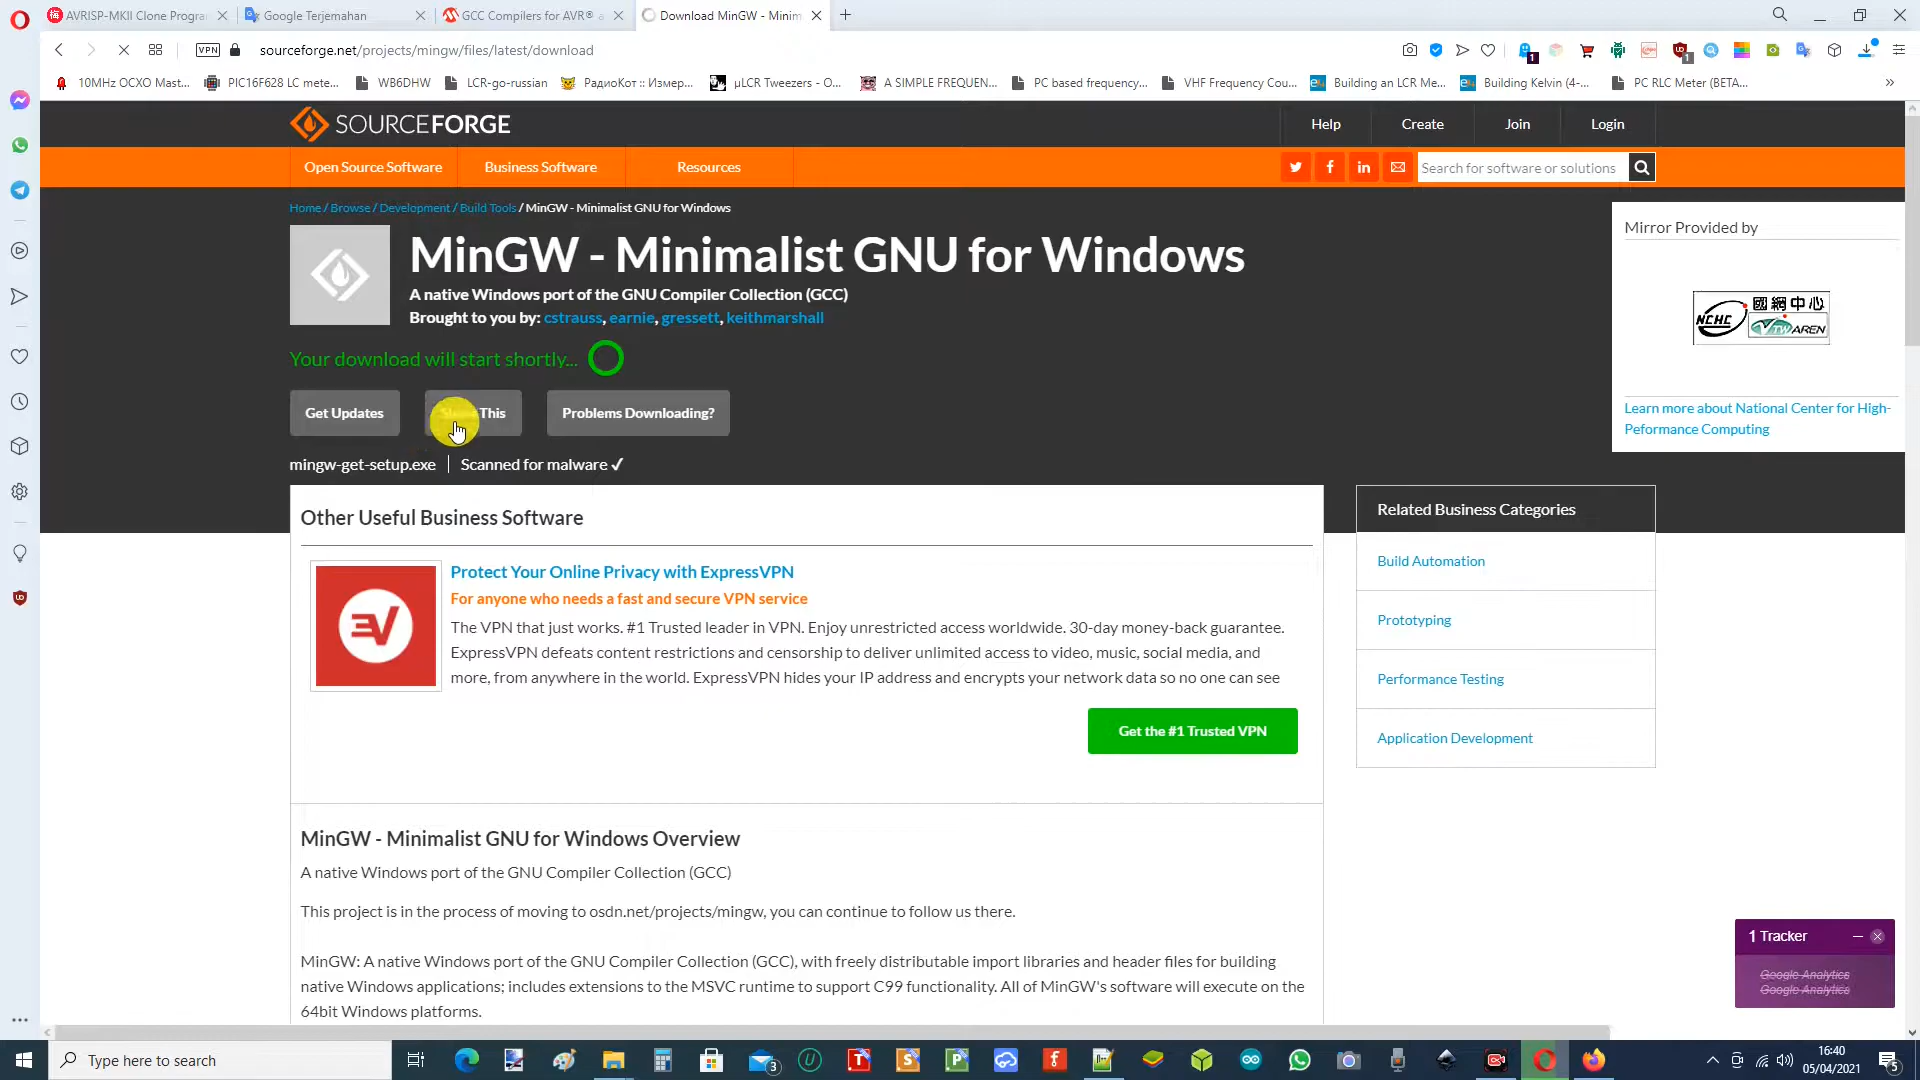 AVRISP-MKII Clone Progra
Google Terjemahan
GCC Compilers for AVR® a
Download MinGW - Minim
VPN
sourceforge.net/projects/mingw/files/latest/download
1
1
10MHz OCXO Mast...
PIC16F628 LC mete...
WB6DHW
LCR-go-russian
РадиоКот :: Измер...
µLCR Tweezers - O...
A SIMPLE FREQUEN...
PC based frequency...
VHF Frequency Cou...
Building an LCR Me...
Building Kelvin (4-...
PC RLC Meter (BETA...
SOURCEFORGE
Help
Create
Join
Login
Open Source Software
Business Software
Resources
Search for software or solutions
Home / Browse / Development / Build Tools / MinGW - Minimalist GNU for Windows
MinGW - Minimalist GNU for Windows
A native Windows port of the GNU Compiler Collection (GCC)
Brought to you by: cstrauss, earnie, gressett, keithmarshall
Your download will start shortly...
Get Updates
This
Problems Downloading?
mingw-get-setup.exe
Scanned for malware ✓
Mirror Provided by
國網中心
NCHC
TWAREN
Learn more about National Center for High-
Peformance Computing
Other Useful Business Software
EV
Protect Your Online Privacy with ExpressVPN
For anyone who needs a fast and secure VPN service
The VPN that just works. #1 Trusted leader in VPN. Enjoy unrestricted access worldwide. 30-day money-back guarantee.
ExpressVPN defeats content restrictions and censorship to deliver unlimited access to video, music, social media, and
more, from anywhere in the world. ExpressVPN hides your IP address and encrypts your network data so no one can see
Get the #1 Trusted VPN
Related Business Categories
Build Automation
Prototyping
Performance Testing
Application Development
MinGW - Minimalist GNU for Windows Overview
A native Windows port of the GNU Compiler Collection (GCC)
This project is in the process of moving to osdn.net/projects/mingw, you can continue to follow us there.
MinGW: A native Windows port of the GNU Compiler Collection (GCC), with freely distributable import libraries and header files for building
native Windows applications; includes extensions to the MSVC runtime to support C99 functionality. All of MinGW's software will execute on the
64bit Windows platforms.
1 Tracker
Google Analytics
Google Analytics
Type here to search
3
16:40
05/04/2021
5